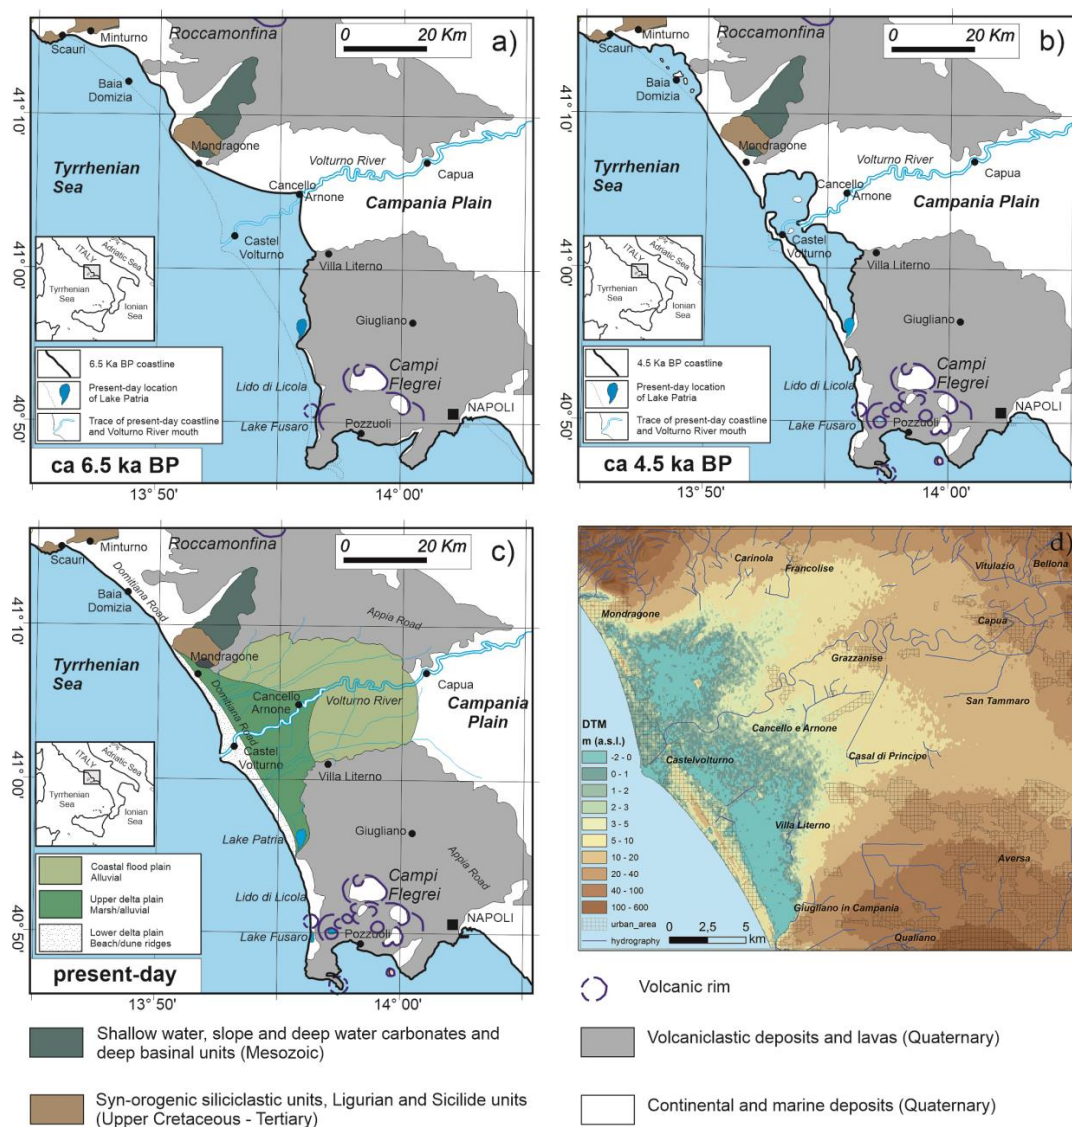 a)
Roccamonfina
0 20 Km
Scauri
Minturno
Baia
Domizia
41° 10'
Mondragone
Tyrrhenian
Sea
Volturno River
Cancello
Arnone
Capua
Campania Plain
Castel
Volturno
41° 00'
Villa Literno
ITALY
Adriatic Sea
Tyrrhenian
Sea
Ionian
Sea
Giugliano
6.5 Ka BP coastline
Present-day location
of Lake Patria
Trace of present-day coastline
and Volturno River mouth
Campi
Flegrei
Lido di Licola
NAPOLI
40° 50'
Lake Fusaro
Pozzuoli
ca 6.5 ka BP
13° 50'
14° 00'
b)
Roccamonfina
0 20 Km
Scauri
Minturno
Baia
Domizia
41° 10'
Mondragone
Tyrrhenian
Sea
Volturno River
Cancello
Arnone
Capua
Campania Plain
Castel
Volturno
41° 00'
Villa Literno
ITALY
Adriatic Sea
Tyrrhenian
Sea
Ionian
Sea
Giugliano
4.5 Ka BP coastline
Present-day location
of Lake Patria
Trace of present-day coastline
and Volturno River mouth
Campi
Flegrei
Lido di Licola
NAPOLI
40° 50'
Lake Fusaro
Pozzuoli
ca 4.5 ka BP
13° 50'
14° 00'
c)
Roccamonfina
0 20 Km
Scauri
Minturno
Domitiana Road
Baia
Domizia
41° 10'
Appia Road
Mondragone
Tyrrhenian
Sea
Domitiana Road
Cancello
Arnone
Volturno River
Capua
Campania
Plain
Castel
Volturno
41° 00'
Villa Literno
ITALY
Adriatic Sea
Tyrrhenian
Sea
Ionian
Sea
Lake Patria
Giugliano
Appia Road
Coastal flood plain
Alluvial
Upper delta plain
Marsh/alluvial
Lower delta plain
Beach/dune ridges
Campi
Flegrei
Lido di Licola
NAPOLI
40° 50'
Lake Fusaro
Pozzuoli
present-day
13° 50'
14° 00'
d)
Carinola
Francolise
Vitulazio
Bellona
Mondragone
Capua
Grazzanise
San Tammaro
Cancello e Arnone
Casal di Principe
Castelvolturno
Villa Literno
Aversa
Giugliano in Campania
Qualiano
DTM
m (a.s.l.)
-2 - 0
0 - 1
1 - 2
2 - 3
3 - 5
5 - 10
10 - 20
20 - 40
40 - 100
100 - 600
urban_area
hydrography
0 2,5 5
km
Volcanic rim
Shallow water, slope and deep water carbonates and
deep basinal units (Mesozoic)
Volcaniclastic deposits and lavas (Quaternary)
Syn-orogenic siliciclastic units, Ligurian and Sicilide units
(Upper Cretaceous - Tertiary)
Continental and marine deposits (Quaternary)